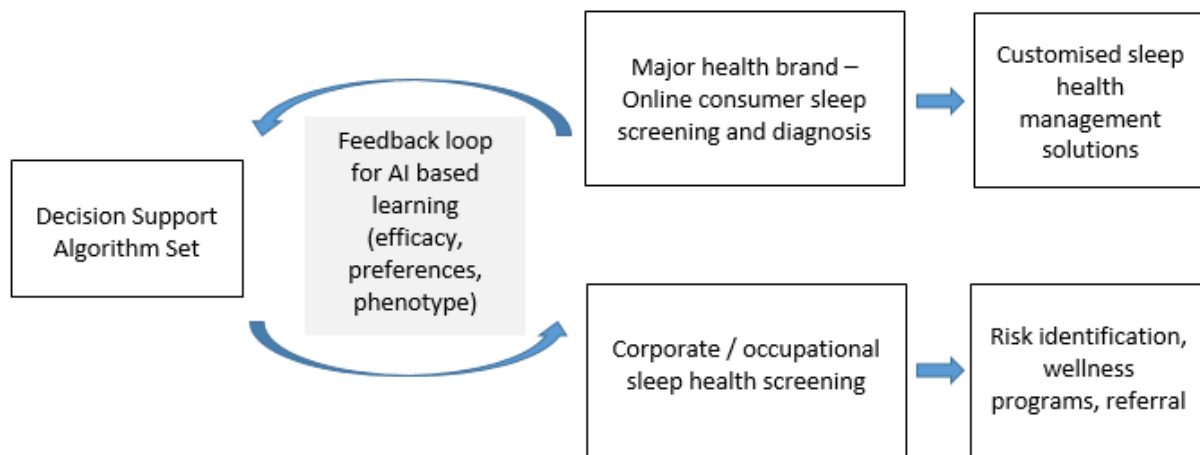 Major health brand –
Online consumer sleep
screening and diagnosis
Customised sleep
health
management
solutions
Feedback loop
for AI based
learning
(efficacy,
preferences,
phenotype)
Decision Support
Algorithm Set
Corporate / occupational
sleep health screening
Risk identification,
wellness
programs, referral